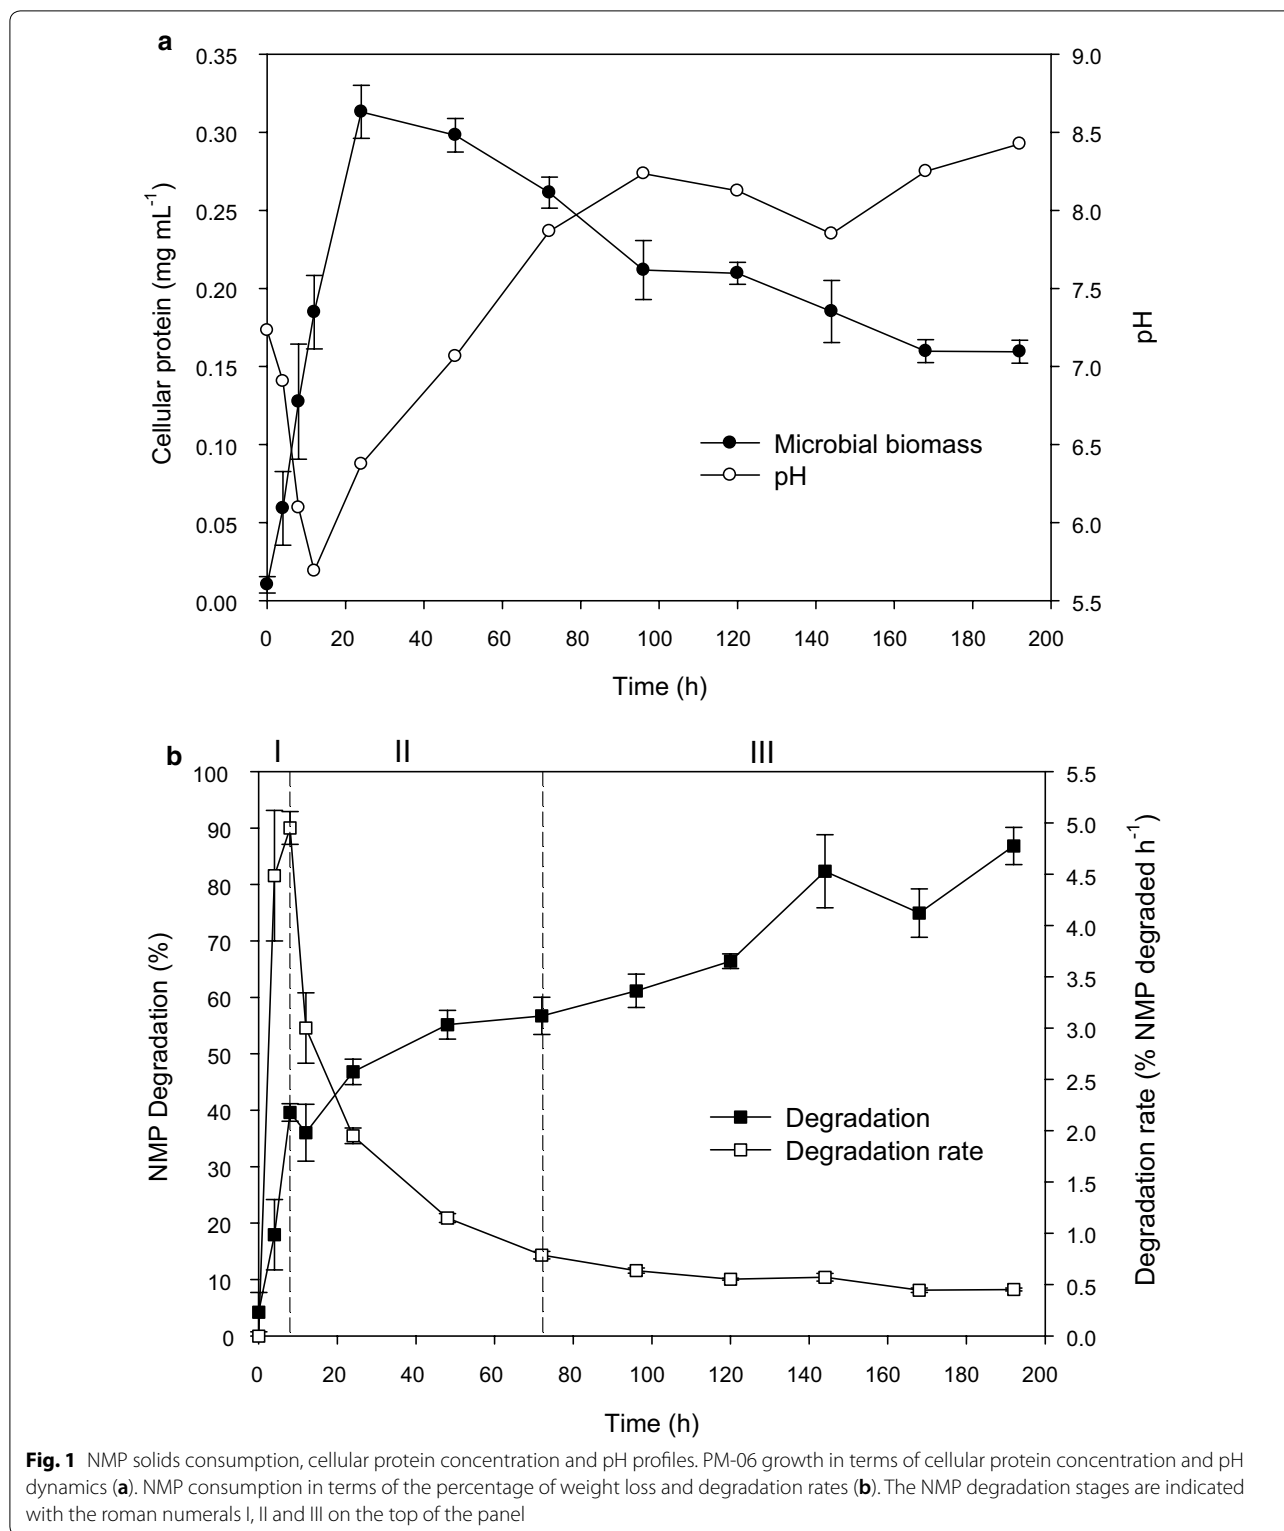 a
0.35
0.30
0.25
0.20
0.15
0.10
0.05
0.00
Cellular protein (mg mL-1)
9.0
8.5
8.0
7.5
7.0
6.5
6.0
5.5
pH
Microbial biomass
pH
0 20 40 60 80 100 120 140 160 180 200
Time (h)
b
I II III
100
90
80
70
60
50
40
30
20
10
0
NMP Degradation (%)
5.5
5.0
4.5
4.0
3.5
3.0
2.5
2.0
1.5
1.0
0.5
0.0
Degradation rate (% NMP degraded h-1)
Degradation
Degradation rate
0 20 40 60 80 100 120 140 160 180 200
Time (h)
Fig. 1 NMP solids consumption, cellular protein concentration and pH profiles. PM-06 growth in terms of cellular protein concentration and pH
dynamics (a). NMP consumption in terms of the percentage of weight loss and degradation rates (b). The NMP degradation stages are indicated
with the roman numerals I, II and III on the top of the panel